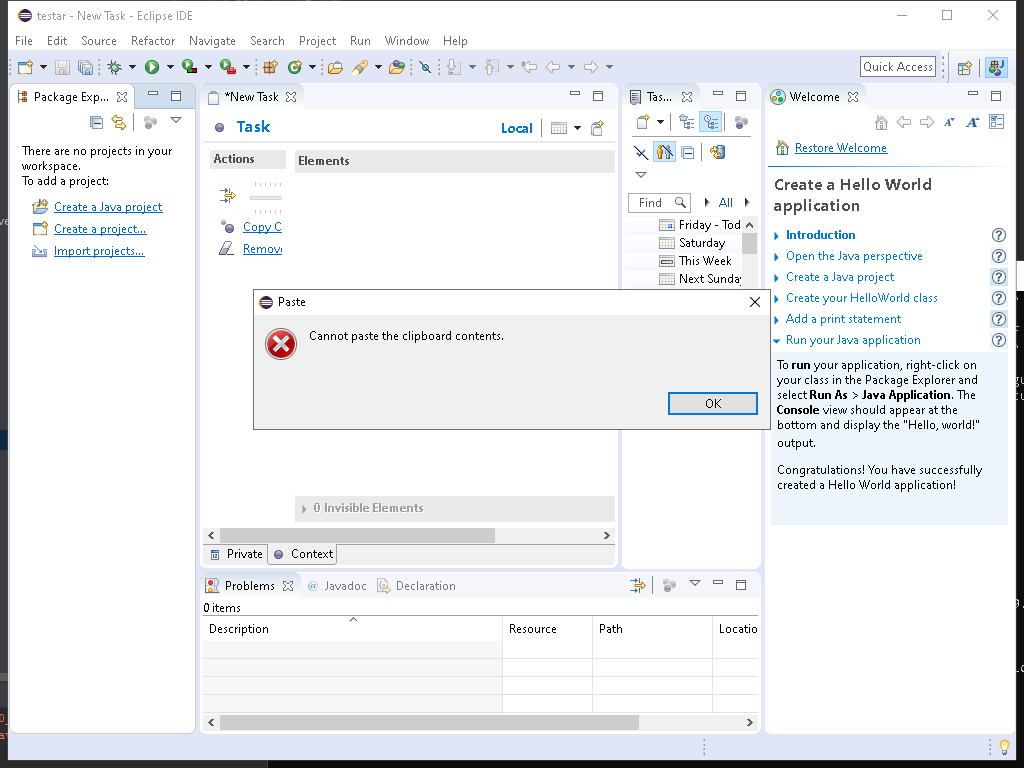 testar - New Task - Eclipse IDE
File Edit Source Refactor Navigate Search Project Run Window Help
Quick Access
Package Exp...
There are no projects in your
workspace.
To add a project:
Create a Java project
Create a project...
Import projects...
*New Task
Task
Local
Actions
Elements
Copy C
Remov
0 Invisible Elements
Private
Context
Tas...
Find
All
Friday - Tod
Saturday
This Week
Next Sunday
Welcome
Restore Welcome
Create a Hello World
application
Introduction
Open the Java perspective
Create a Java project
Create your HelloWorld class
Add a print statement
Run your Java application
To run your application, right-click on
your class in the Package Explorer and
select Run As > Java Application. The
Console view should appear at the
bottom and display the "Hello, world!"
output.
Congratulations! You have successfully
created a Hello World application!
Paste
Cannot paste the clipboard contents.
OK
Problems
@ Javadoc
Declaration
0 items
Description Resource Path Locatio